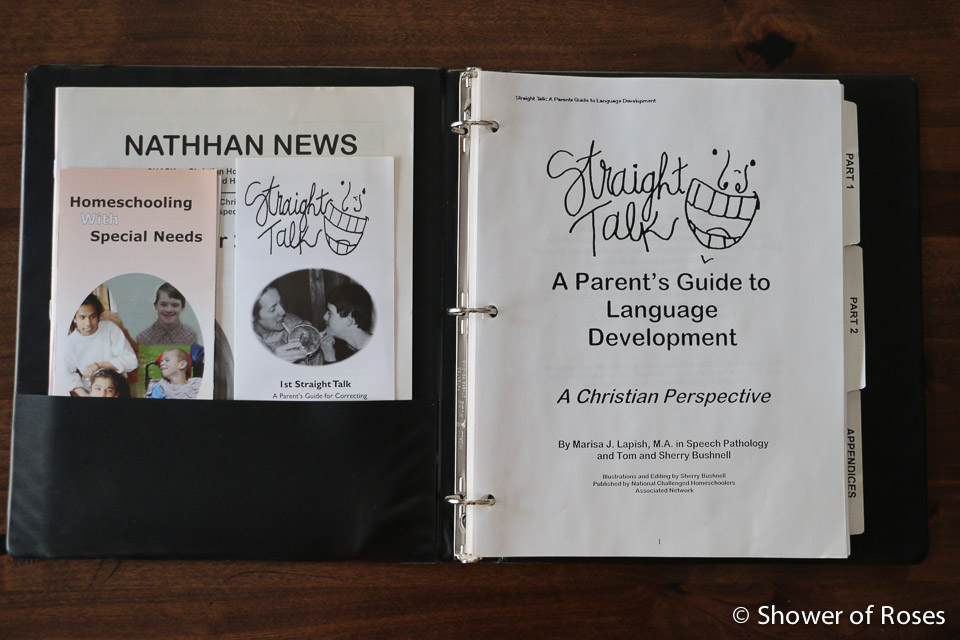 NATHHAN NEWS
Homeschooling
With
Special Needs
Straight
Talk
1st Straight Talk
A Parent's Guide for Correcting
Straight Talk: A Parents Guide to Language Development
Straight
Talk
A Parent's Guide to
Language
Development
A Christian Perspective
By Marisa J. Lapish, M.A. in Speech Pathology
and Tom and Sherry Bushnell
Illustrations and Editing by Sherry Bushnell
Published by National Challenged Homeschoolers
Associated Network
1
PART 1
PART 2
APPENDICES
© Shower of Roses